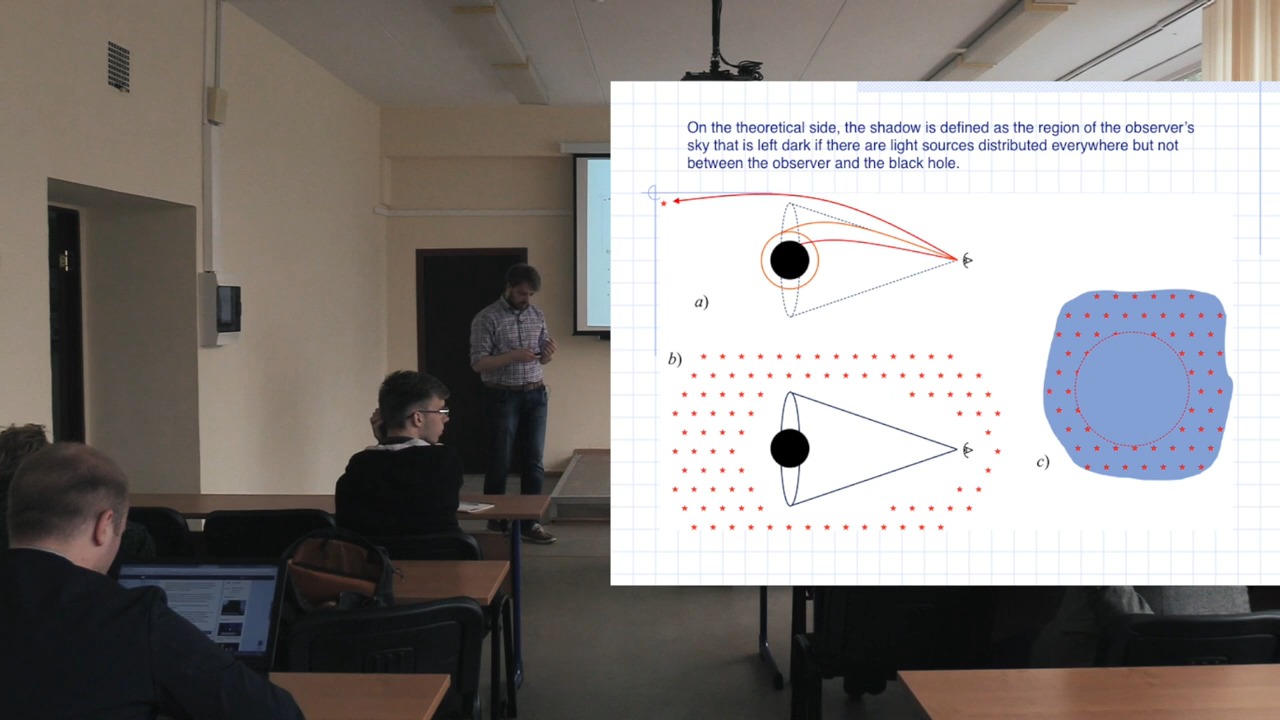 On the theoretical side, the shadow is defined as the region of the observer's
sky that is left dark if there are light sources distributed everywhere but not
between the observer and the black hole.
a)
b)
c)